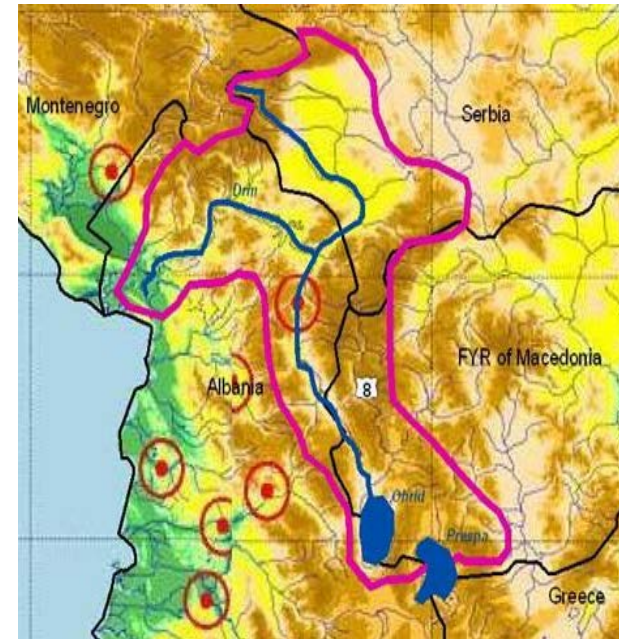 Montenegro
Serbia
Drin
FYR of Macedonia
Albania
8
Ohrid
Prespa
Greece